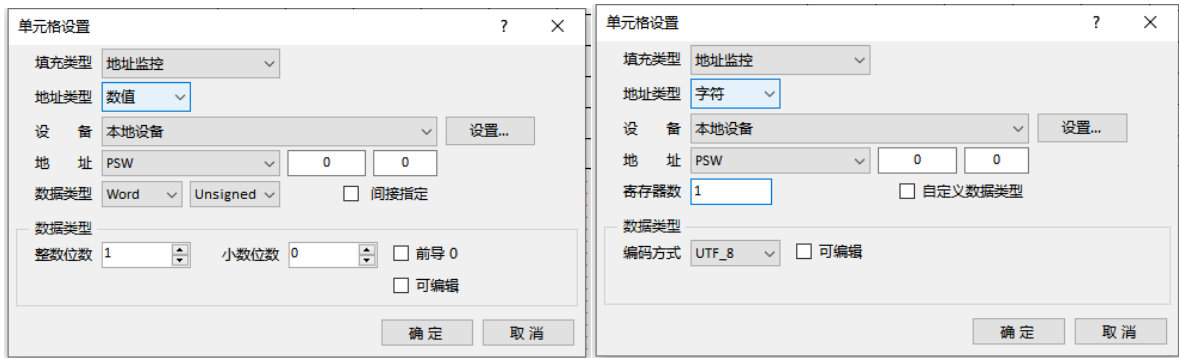 单元格设置 ? ×
填充类型 地址监控
地址类型 数值
设 备 本地设备 设置...
地 址 PSW 0 0
数据类型 Word Unsigned 间接指定
数据类型
整数位数 1 小数位数 0 前导 0
可编辑
确 定 取 消
单元格设置 ? ×
填充类型 地址监控
地址类型 字符
设 备 本地设备 设置...
地 址 PSW 0 0
寄存器数 1 自定义数据类型
数据类型
编码方式 UTF_8 可编辑
确 定 取 消